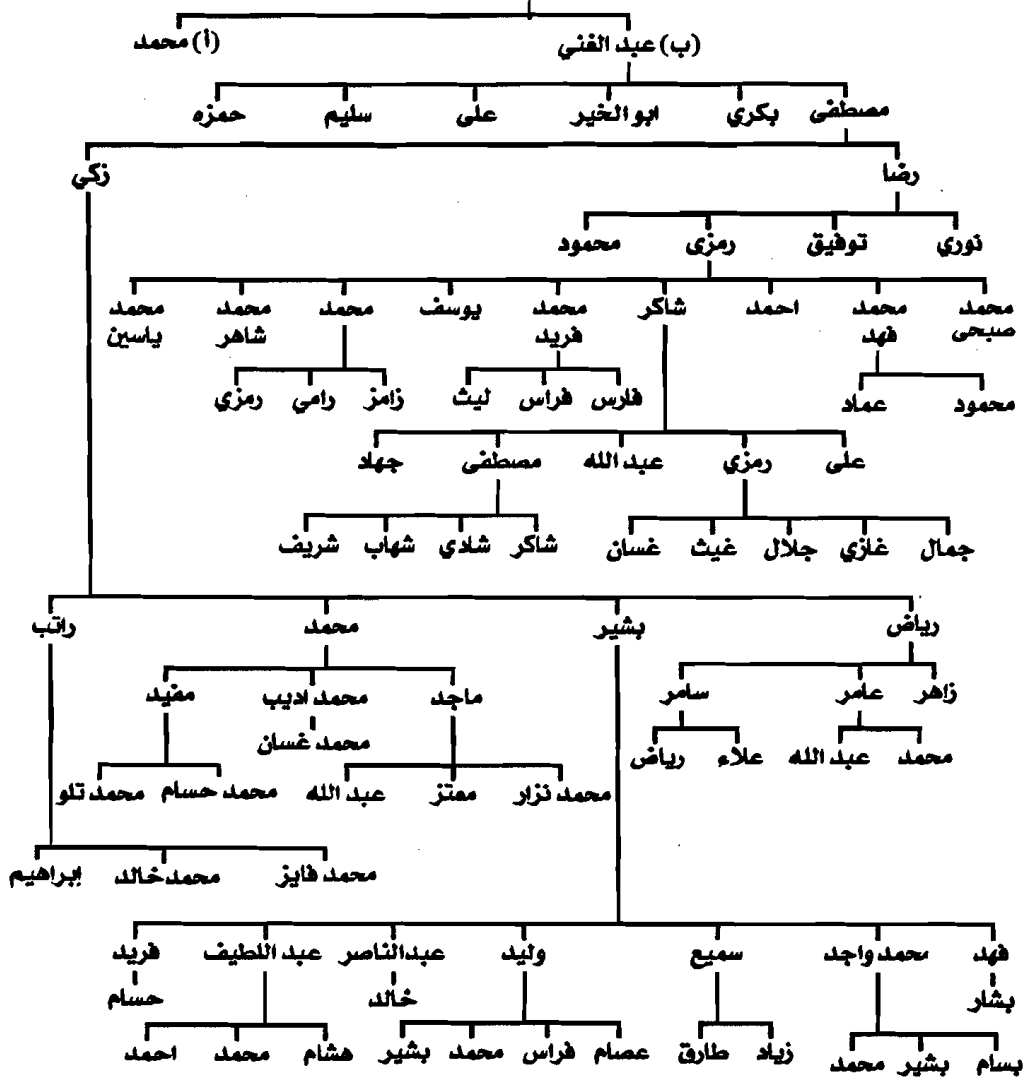 (ب) عبد الغني (أ) محمد
مصطفى بكري ابو الخير على سليم حمزه
رضا زكي
نوري توفيق رمزى محمود
محمد صبحى محمد فهد احمد شاكر محمد فريد يوسف محمد محمد شاهر محمد ياسين
محمود عماد فارس فراس ليث زامز رامي رمزي
على رمزي عبد الله مصطفى جهاد
جمال غازي جلال غيث غسان شاكر شادي شهاب شريف
رياض بشير محمد راتب
زاهر عامر سامر ماجد محمد اديب مفيد
محمد عبد الله علاء رياض محمد غسان
محمد نزار معتز عبد الله محمد حسام محمد تلو
محمد فايز محمد خالد إبراهيم
فهد محمد واجد سميع وليد عبد الناصر عبد اللطيف فريد
بشار خالد حسام
بسام بشير محمد زياد طارق عصام فراس محمد بشير هشام محمد احمد